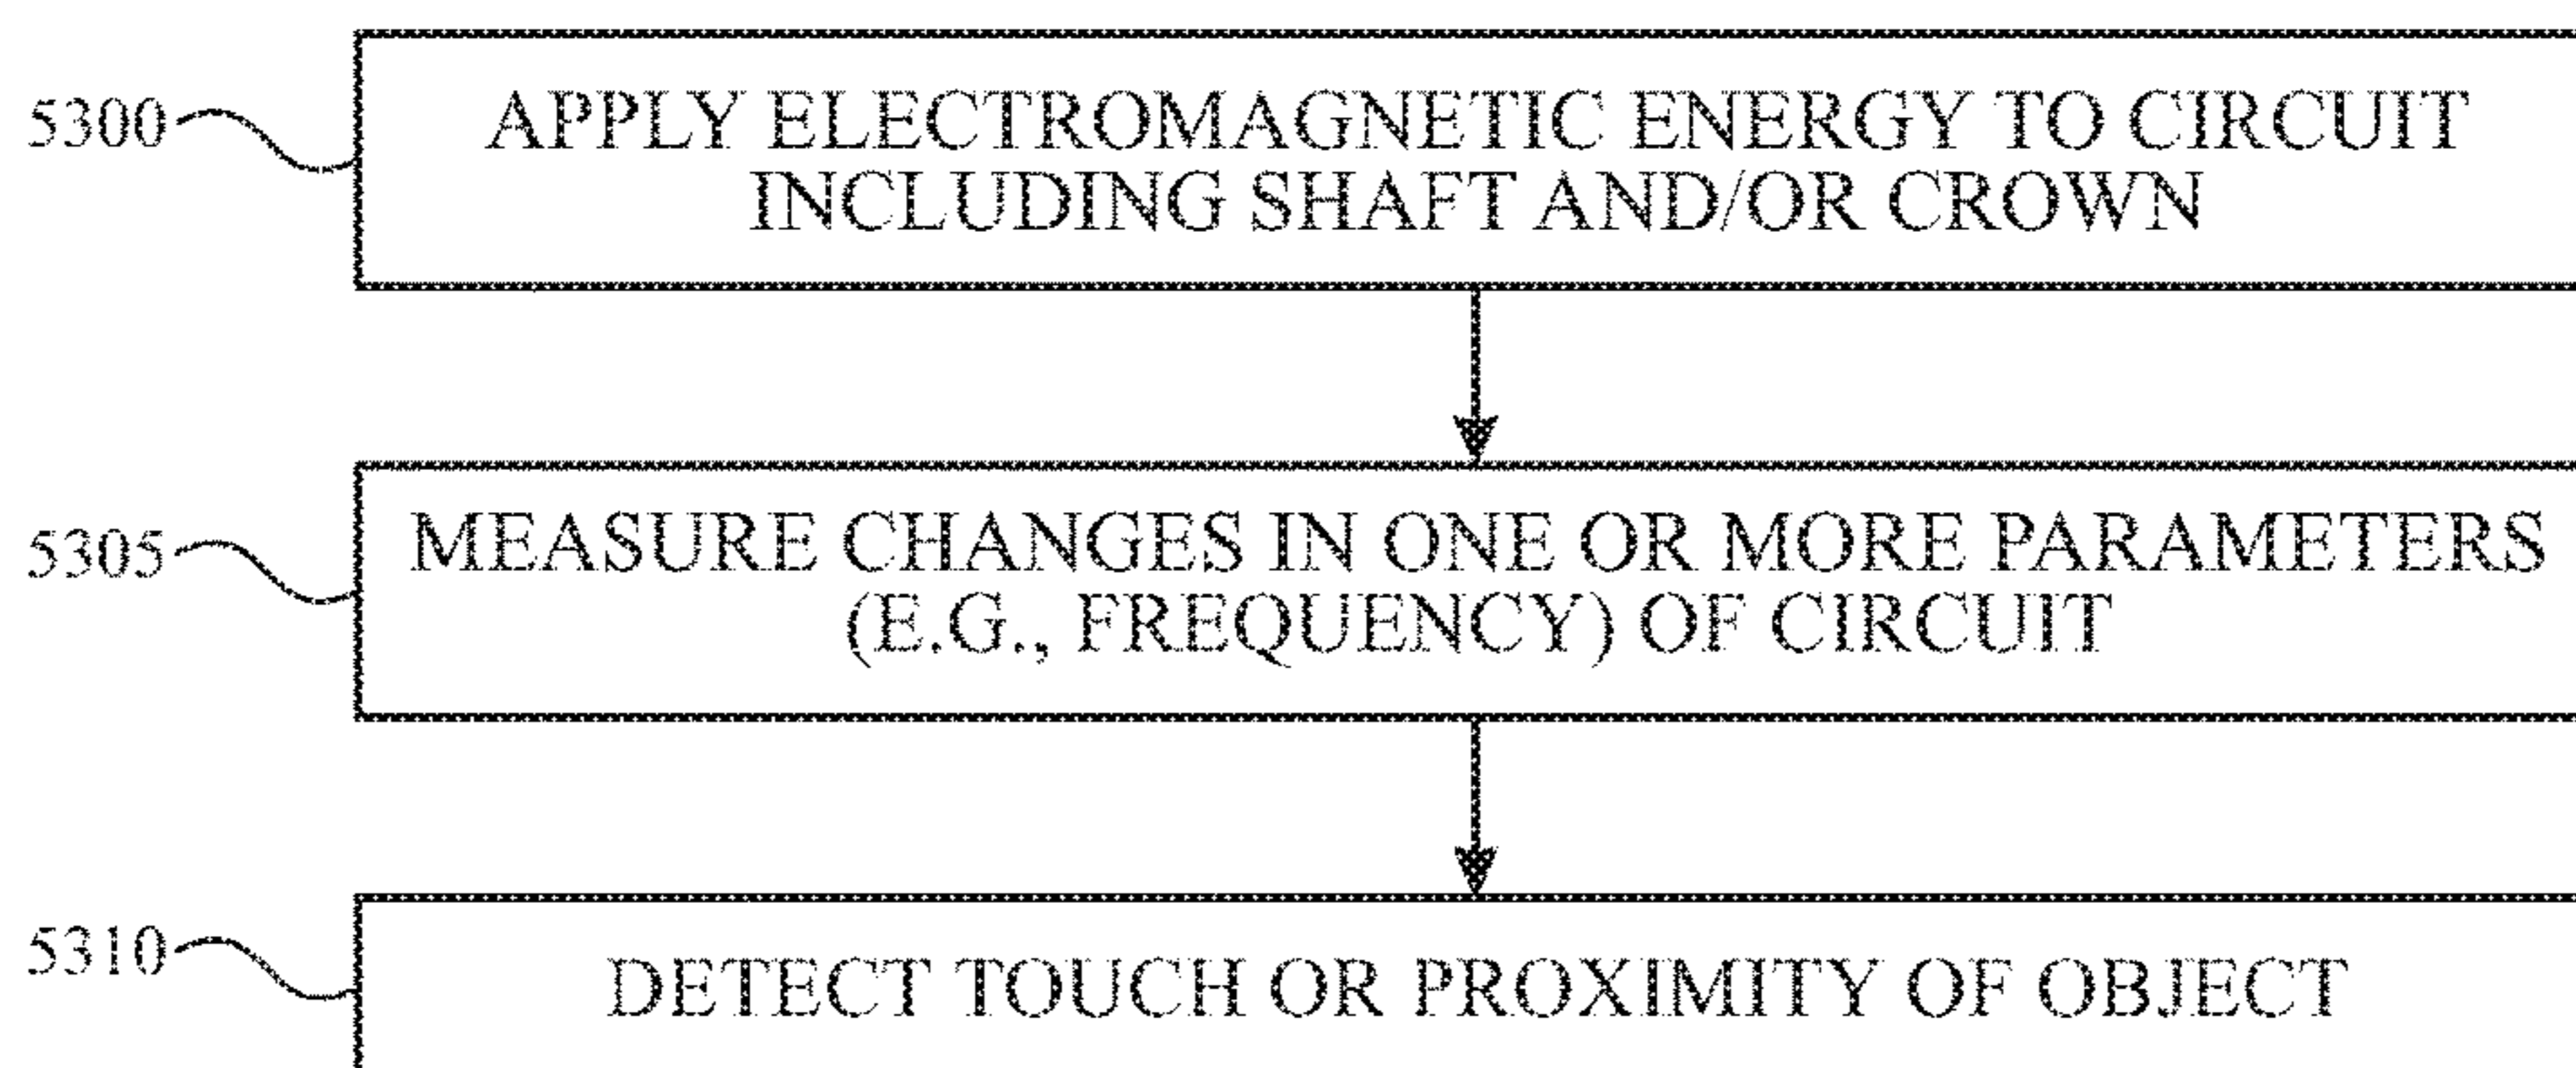 5300
APPLY ELECTROMAGNETIC ENERGY TO CIRCUIT
INCLUDING SHAFT AND/OR CROWN
5305
MEASURE CHANGES IN ONE OR MORE PARAMETERS
(E.G., FREQUENCY) OF CIRCUIT
5310
DETECT TOUCH OR PROXIMITY OF OBJECT